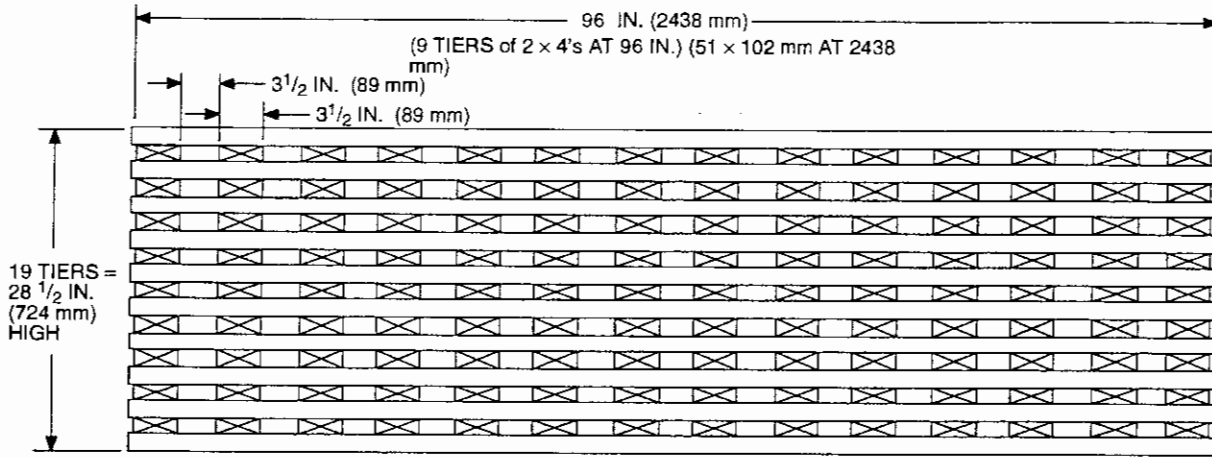 96 IN. (2438 mm)
(9 TIERS of 2 × 4's AT 96 IN.) (51 × 102 mm AT 2438
mm)
3 1/2 IN. (89 mm)
3 1/2 IN. (89 mm)
19 TIERS =
28 1/2 IN.
(724 mm)
HIGH